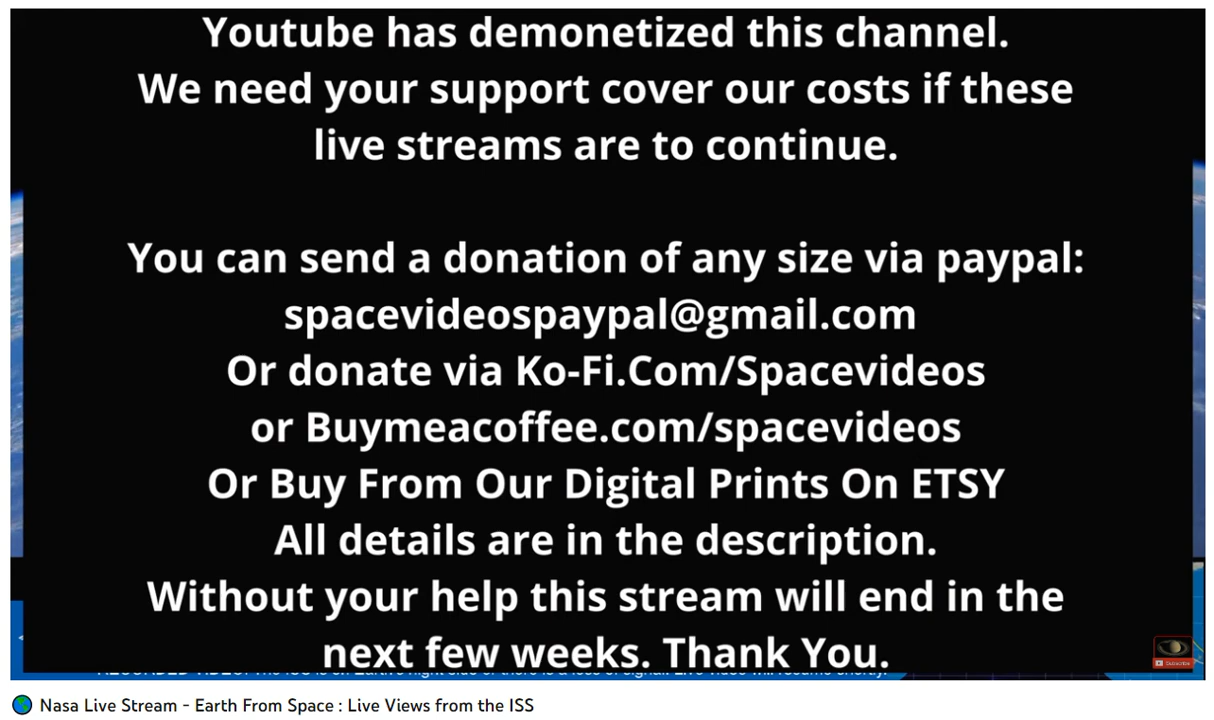 Youtube has demonetized this channel.
We need your support cover our costs if these
live streams are to continue.
You can send a donation of any size via paypal:
spacevideospaypal@gmail.com
Or donate via Ko-Fi.Com/Spacevideos
or Buymeacoffee.com/spacevideos
Or Buy From Our Digital Prints On ETSY
All details are in the description.
Without your help this stream will end in the
next few weeks. Thank You.
Subscribe
Nasa Live Stream - Earth From Space : Live Views from the ISS